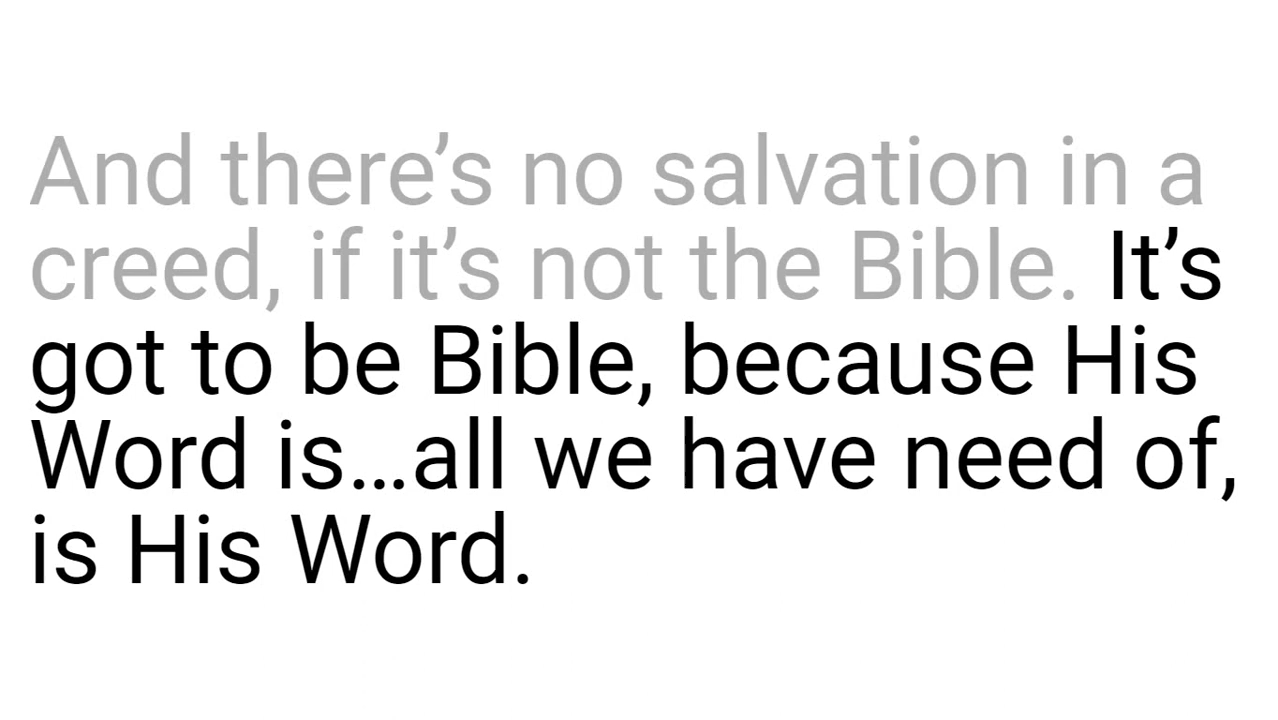 And there’s no salvation in a
creed, if it’s not the Bible. It’s
got to be Bible, because His
Word is…all we have need of,
is His Word.